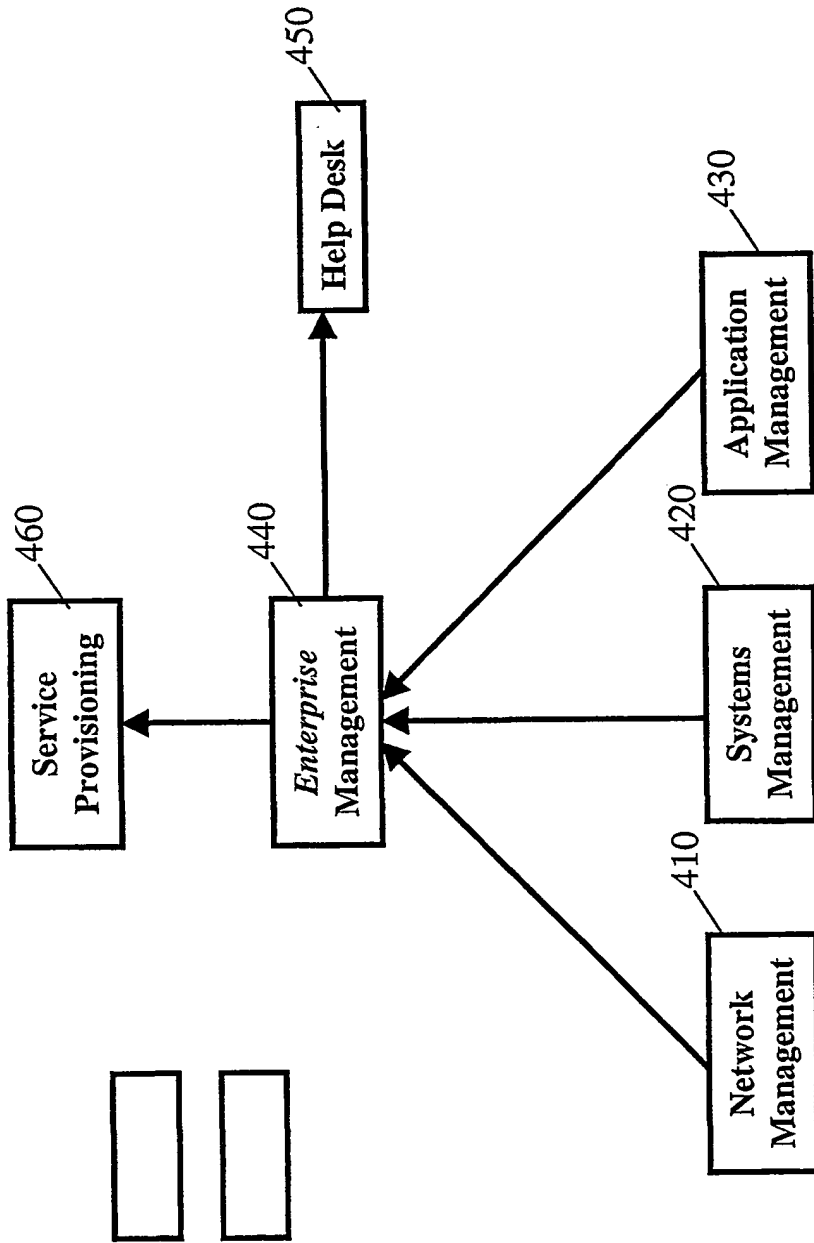 460
Service
Provisioning
440
Enterprise
Management
450
Help Desk
410
Network
Management
420
Systems
Management
430
Application
Management